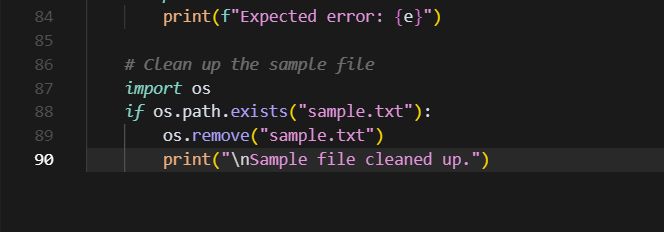 84 print(f"Expected error: {e}")
85
86 # Clean up the sample file
87 import os
88 if os.path.exists("sample.txt"):
89 os.remove("sample.txt")
90 print("\nSample file cleaned up.")